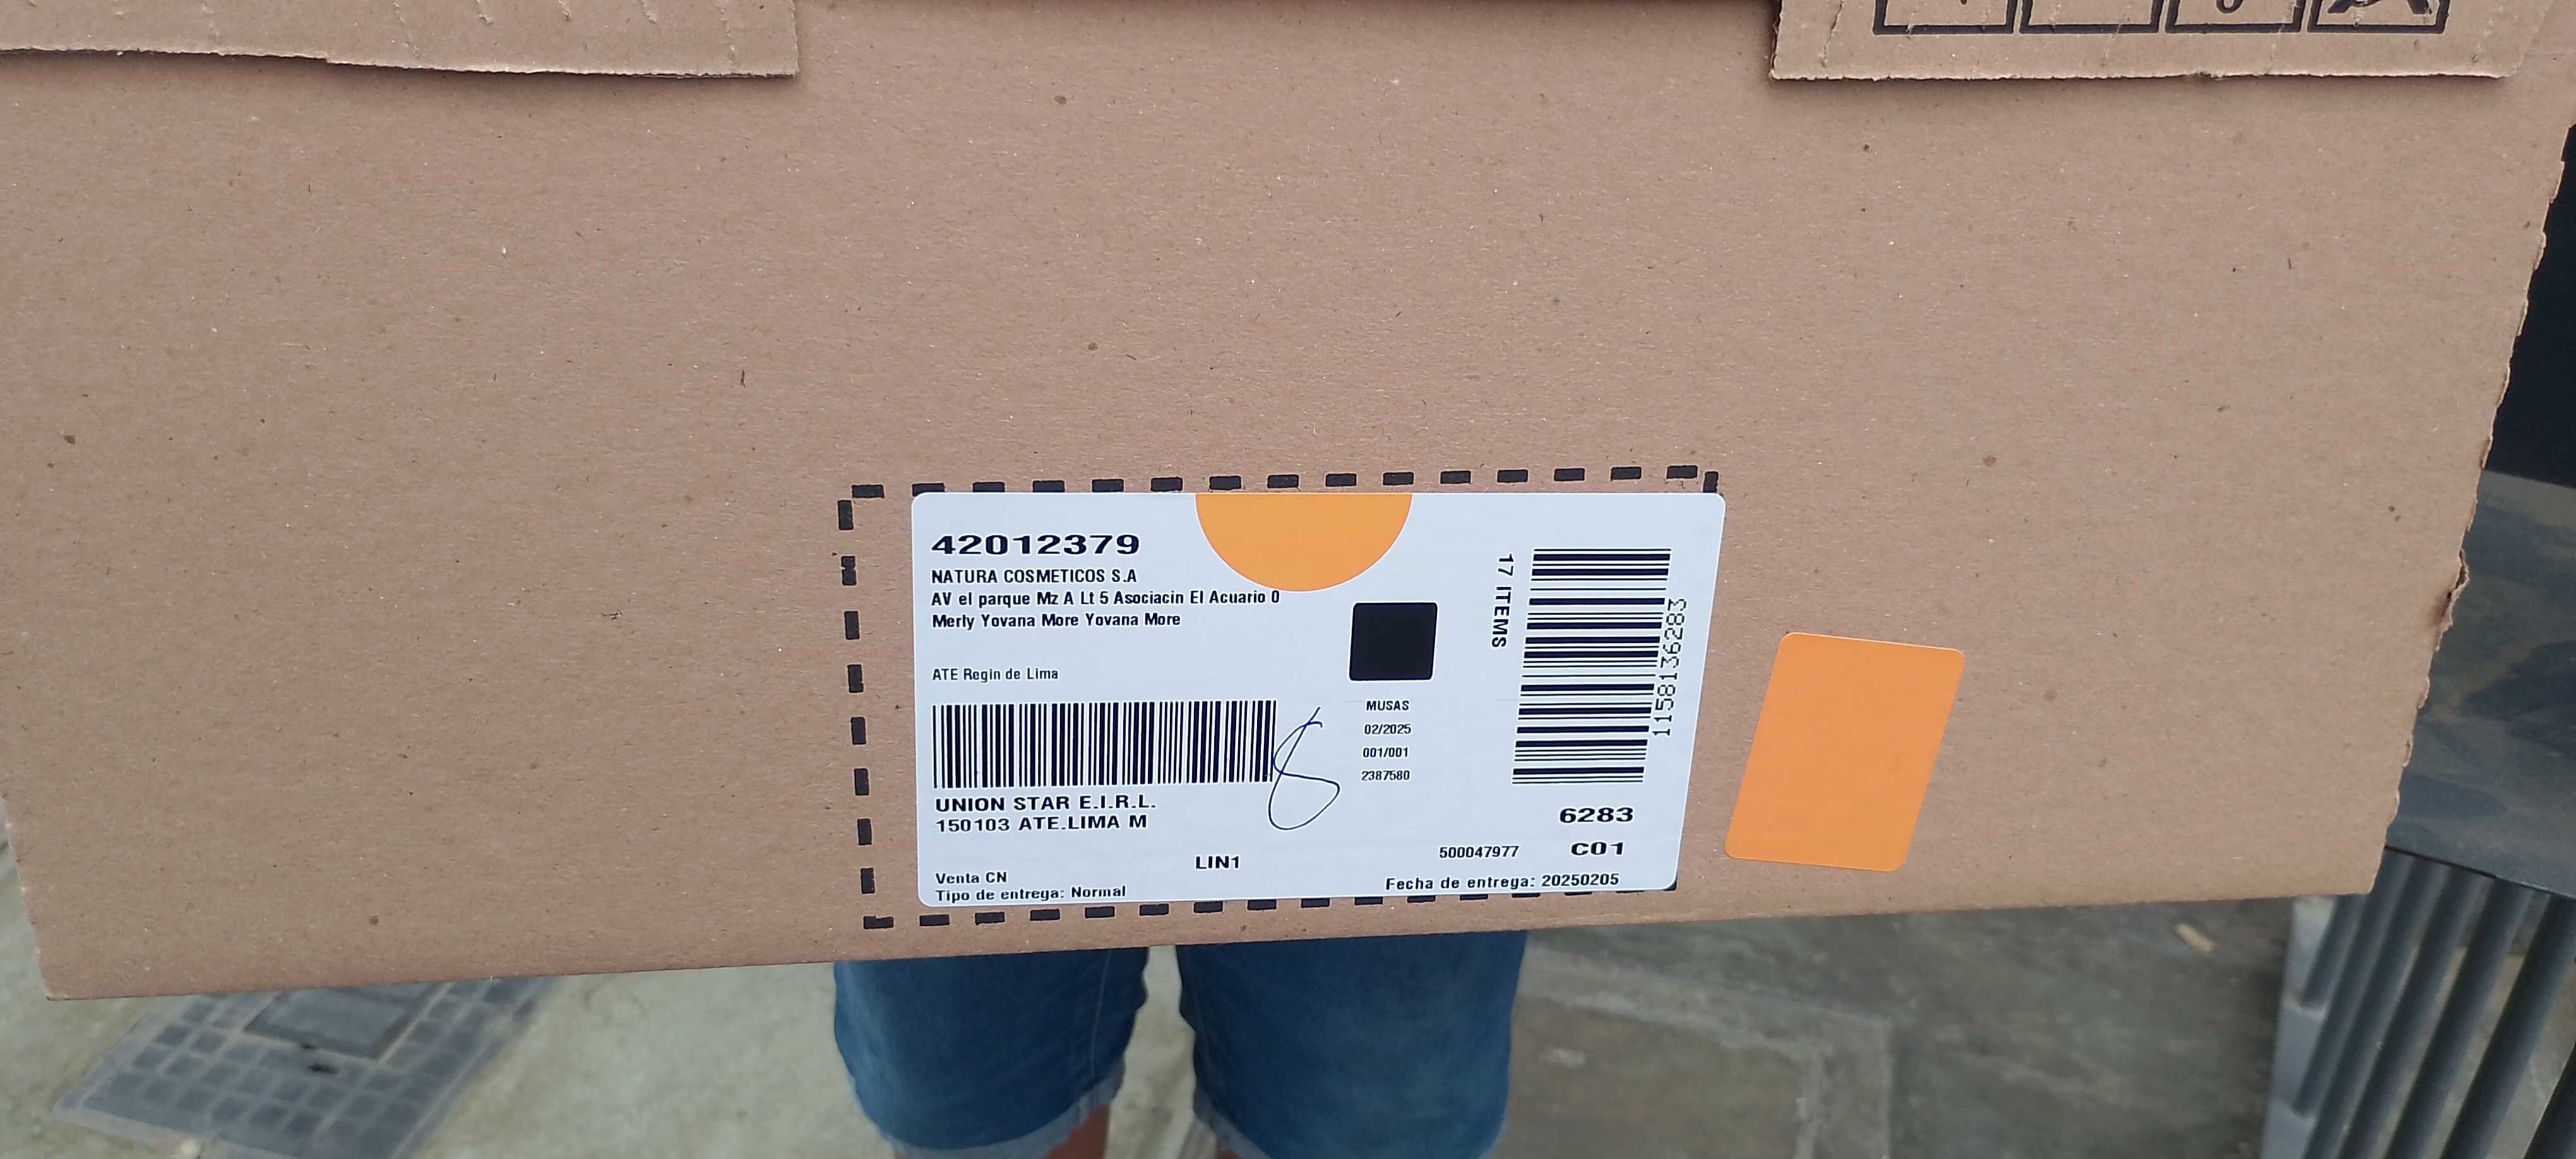 42012379
NATURA COSMETICOS S.A
AV el parque Mz A Lt 5 Asociacin El Acuario 0
Merly Yovana More Yovana More
ATE Regin de Lima
UNION STAR E.I.R.L.
150103 ATE.LIMA M
8
MUSAS
02/2025
001/001
2387580
17 ITEMS
1158136283
6283
LIN1
500047977
C01
Venta CN
Tipo de entrega: Normal
Fecha de entrega: 20250205